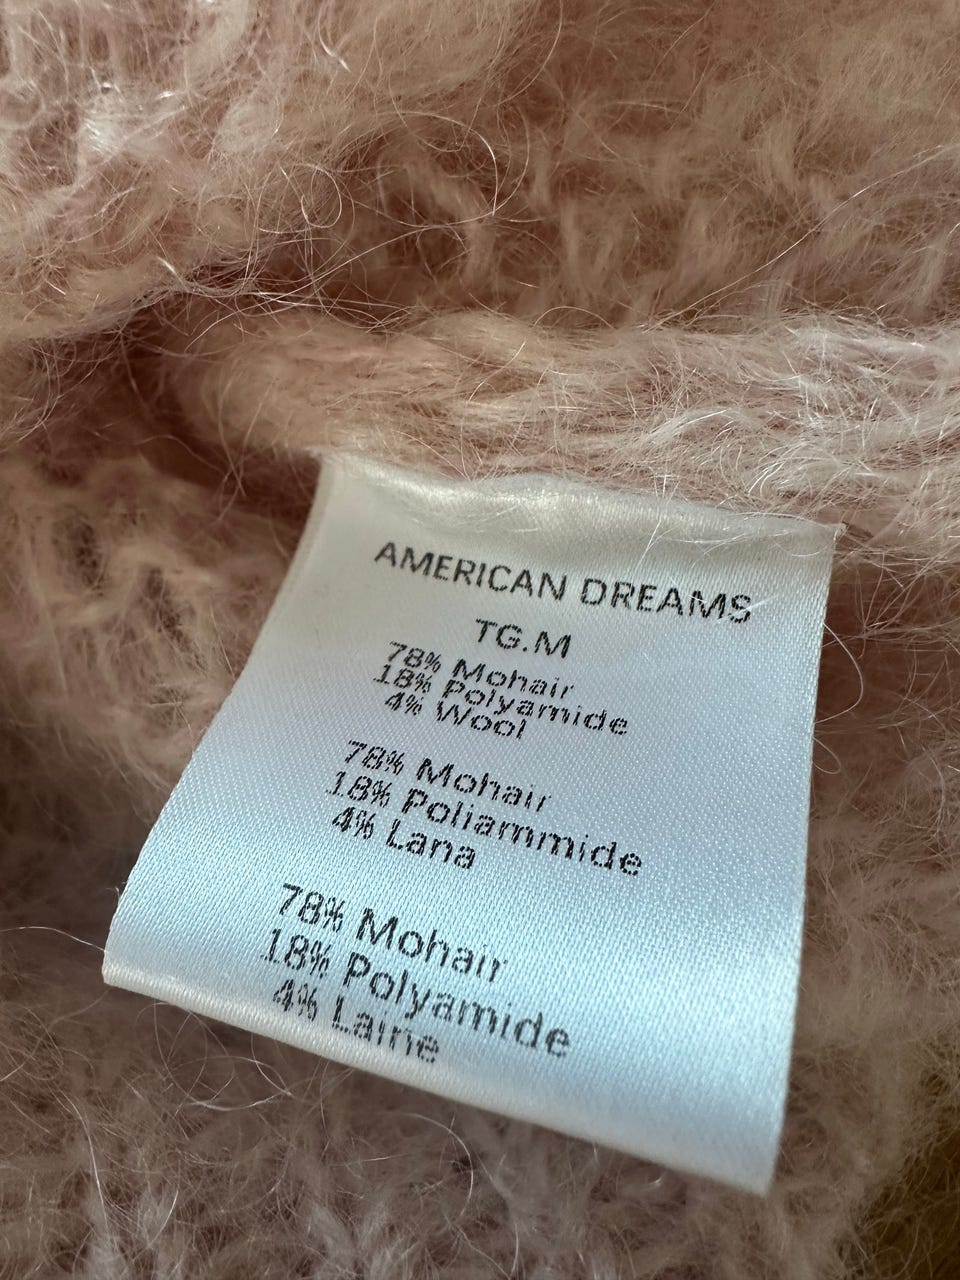 AMERICAN DREAMS
TG.M
78% Mohair
18% Polyamide
4% Wool
78% Mohair
18% Poliammide
4% Lana
78% Mohair
18% Polyamide
4% Laine